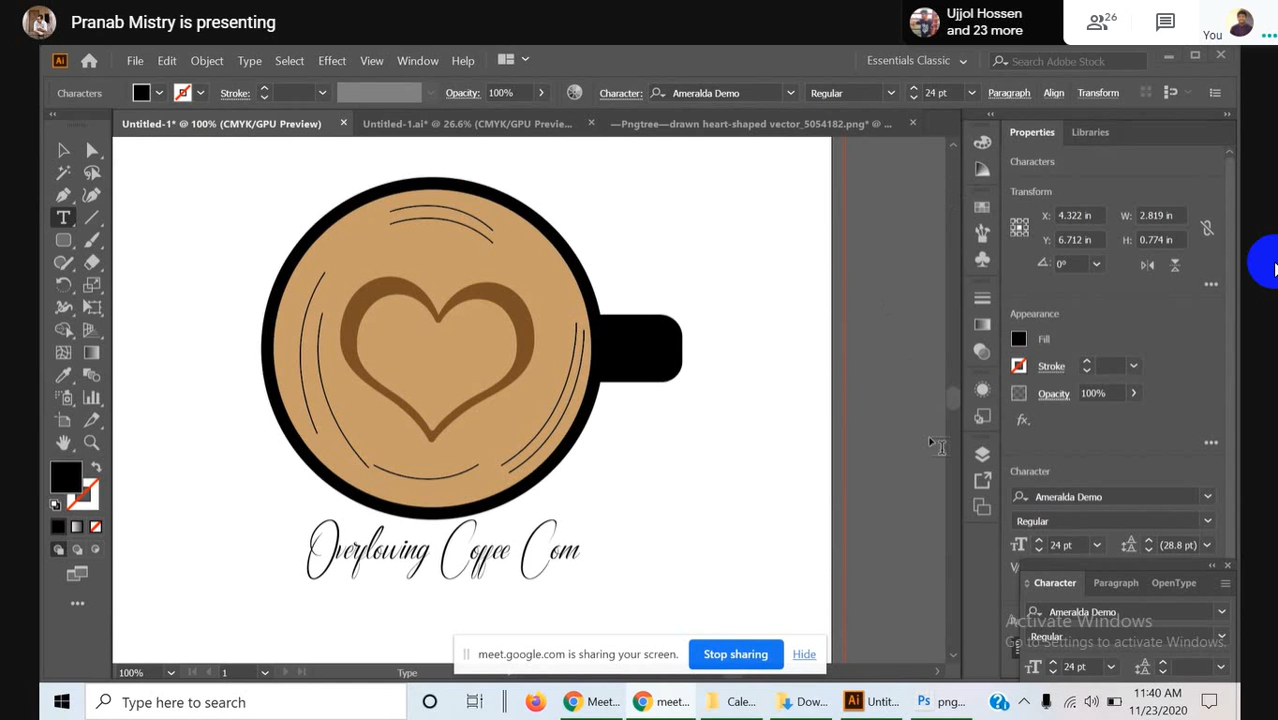 Pranab Mistry is presenting
Ujjol Hossen
and 23 more
26
You
Ai
File Edit Object Type Select Effect View Window Help
Essentials Classic
Search Adobe Stock
Characters
Stroke:
Opacity: 100%
Character: Ameralda Demo
Regular
24 pt
Paragraph Align Transform
Untitled-1* @ 100% (CMYK/GPU Preview)
Untitled-1.ai* @ 26.6% (CMYK/GPU Previe...
—Pngtree—drawn heart-shaped vector_5054182.png* @ ...
Properties Libraries
Characters
Transform
X: 4.322 in W: 2.819 in
Y: 6.712 in H: 0.774 in
0°
Appearance
Fill
Stroke
Opacity 100%
fx.
Character
Ameralda Demo
Regular
24 pt (28.8 pt)
Overflowing Coffee Com
Character Paragraph OpenType
Ameralda Demo
Regular
24 pt
Activate Windows
Go to Settings to activate Windows.
meet.google.com is sharing your screen. Stop sharing Hide
100% 1 Type
Type here to search
Meet... meet... Cale... Dow... Untit... png...
11:40 AM
11/23/2020